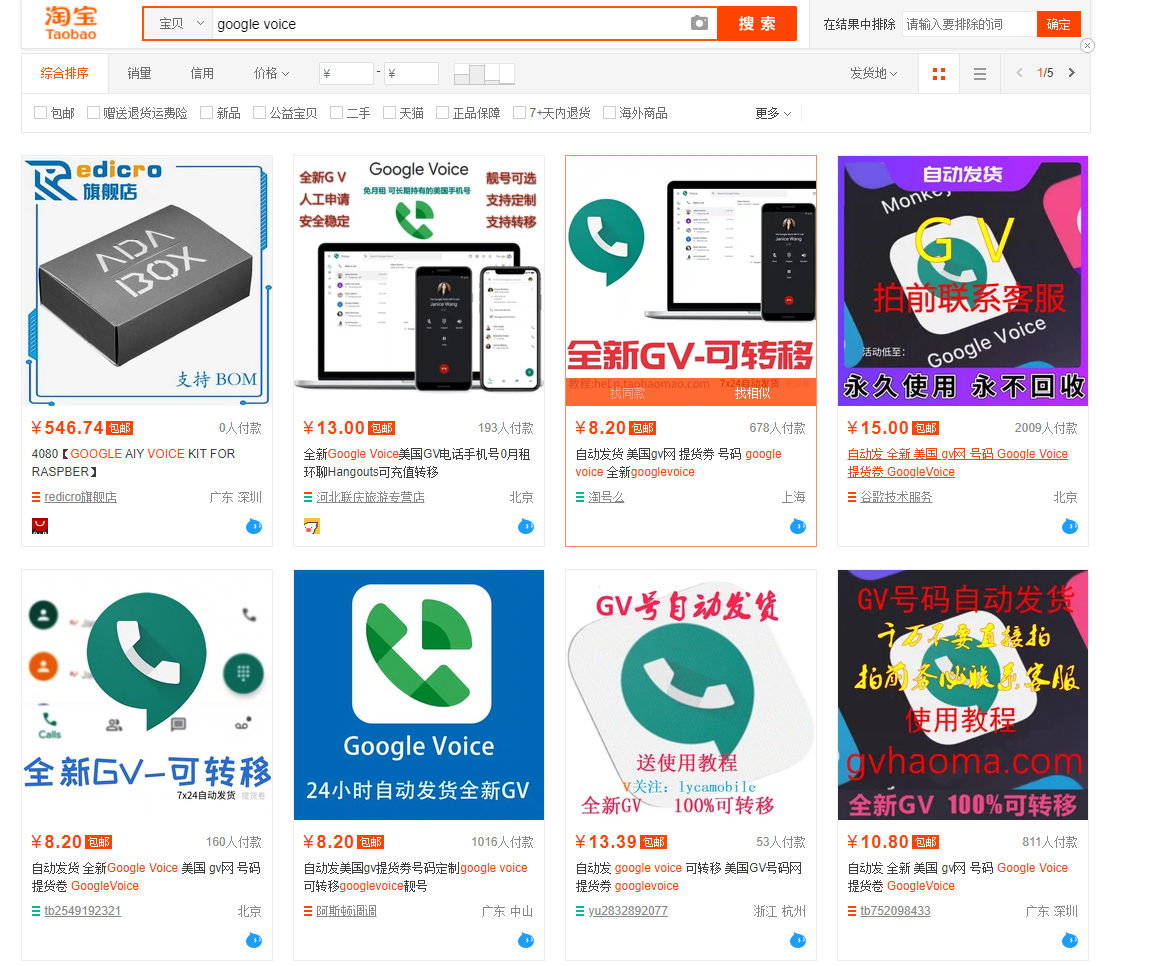 淘宝
Taobao
宝贝
google voice
搜 索
在结果中排除
请输入要排除的词
确定
综合排序
销量
信用
价格
¥
-
¥
发货地
1/5
包邮
赠送退货运费险
新品
公益宝贝
二手
天猫
正品保障
7+天内退货
海外商品
更多
Redicro
旗舰店
ADA
BOX
支持 BOM
¥546.74 包邮
0人付款
4080【GOOGLE AIY VOICE KIT FOR
RASPBER】
redicro旗舰店
广东 深圳
Google Voice
全新G V
人工申请
安全稳定
免月租 可长期持有的美国手机号
靓号可选
支持定制
支持转移
Janice Wang
¥13.00 包邮
193人付款
全新Google Voice美国GV电话手机号0月租
环聊Hangouts可充值转移
河北联庆旅游专营店
北京
Janice Wang
全新GV-可转移
教程:help.taobaomao.com 7x24自动发货
找同款
找相似
¥8.20 包邮
678人付款
自动发货 美国gv网 提货券 号码 google
voice 全新googlevoice
淘号么
上海
自动发货
Monkey
G V
拍前联系客服
活动低至:
Google Voice
永久使用 永不回收
¥15.00 包邮
2009人付款
自动发 全新 美国 gv网 号码 Google Voice
提货券 GoogleVoice
谷歌技术服务
北京
Calls
全新GV-可转移
7x24自动发货 提货卷
¥8.20 包邮
160人付款
自动发货 全新Google Voice 美国 gv网 号码
提货卷 GoogleVoice
tb2549192321
北京
Google Voice
24小时自动发货全新GV
¥8.20 包邮
1016人付款
自动发美国gv提货券号码定制google voice
可转移googlevoice靓号
阿斯顿週週
广东 中山
GV号自动发货
送使用教程
V关注: lycamobile
全新GV 100%可转移
¥13.39 包邮
53人付款
自动发 google voice 可转移 美国GV号码网
提货券 googlevoice
yu2832892077
浙江 杭州
GV号码自动发货
千万不要直接拍
拍前务必联系客服
使用教程
gvhaoma.com
全新GV 100%可转移
¥10.80 包邮
811人付款
自动发 全新 美国 gv网 号码 Google Voice
提货券 GoogleVoice
tb752098433
广东 深圳